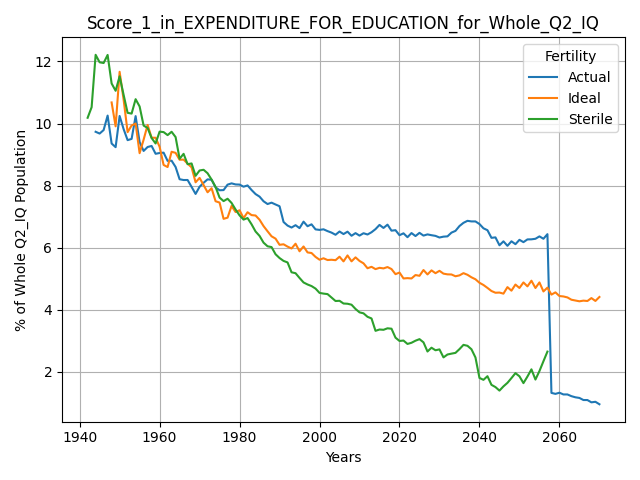 Score_1_in_EXPENDITURE_FOR_EDUCATION_for_Whole_Q2_IQ
Fertility
Actual
Ideal
Sterile
% of Whole Q2_IQ Population
12
10
8
6
4
2
1940 1960 1980 2000 2020 2040 2060
Years